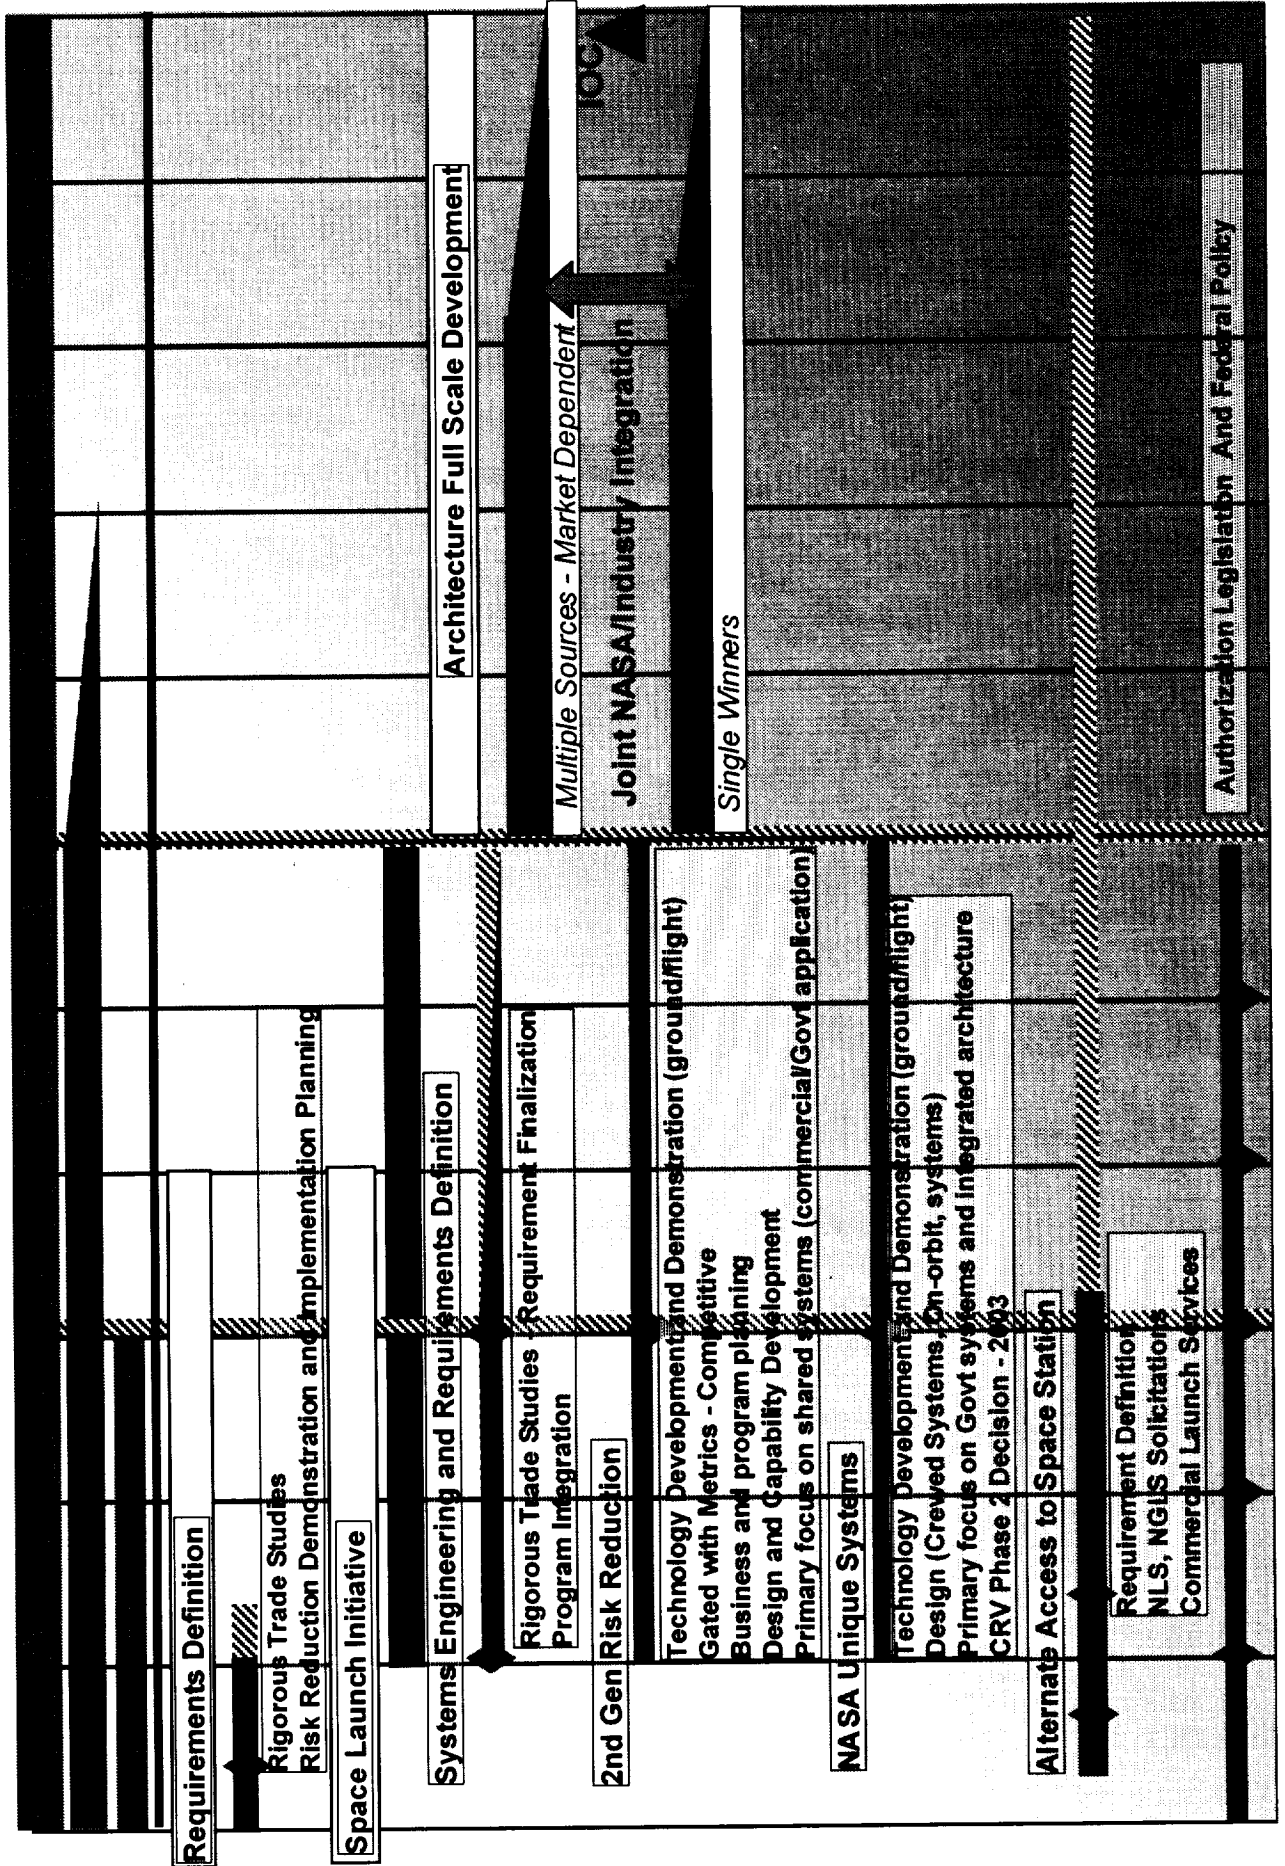 Requirements Definition
Rigorous Trade Studies
Risk Reduction Demonstration and Implementation Planning
Space Launch Initiative
Systems Engineering and Requirements Definition
Rigorous Trade Studies - Requirement Finalization
Program Integration
2nd Gen Risk Reduction
Technology Development and Demonstration (ground/flight)
Gated with Metrics - Competitive
Business and program planning
Design and Capability Development
Primary focus on shared systems (commercial/Govt application)
NASA Unique Systems
Technology Development and Demonstration (ground/flight)
Design (Crewed Systems, On-orbit, systems)
Primary focus on Govt systems and integrated architecture
CRV Phase 2 Decision - 2003
Alternate Access to Space Station
Requirement Definition
NLS, NGLS Solicitations
Commercial Launch Services
Architecture Full Scale Development
Multiple Sources - Market Dependent
IOC
Joint NASA/Industry Integration
Single Winners
Authorization Legislation And Federal Policy